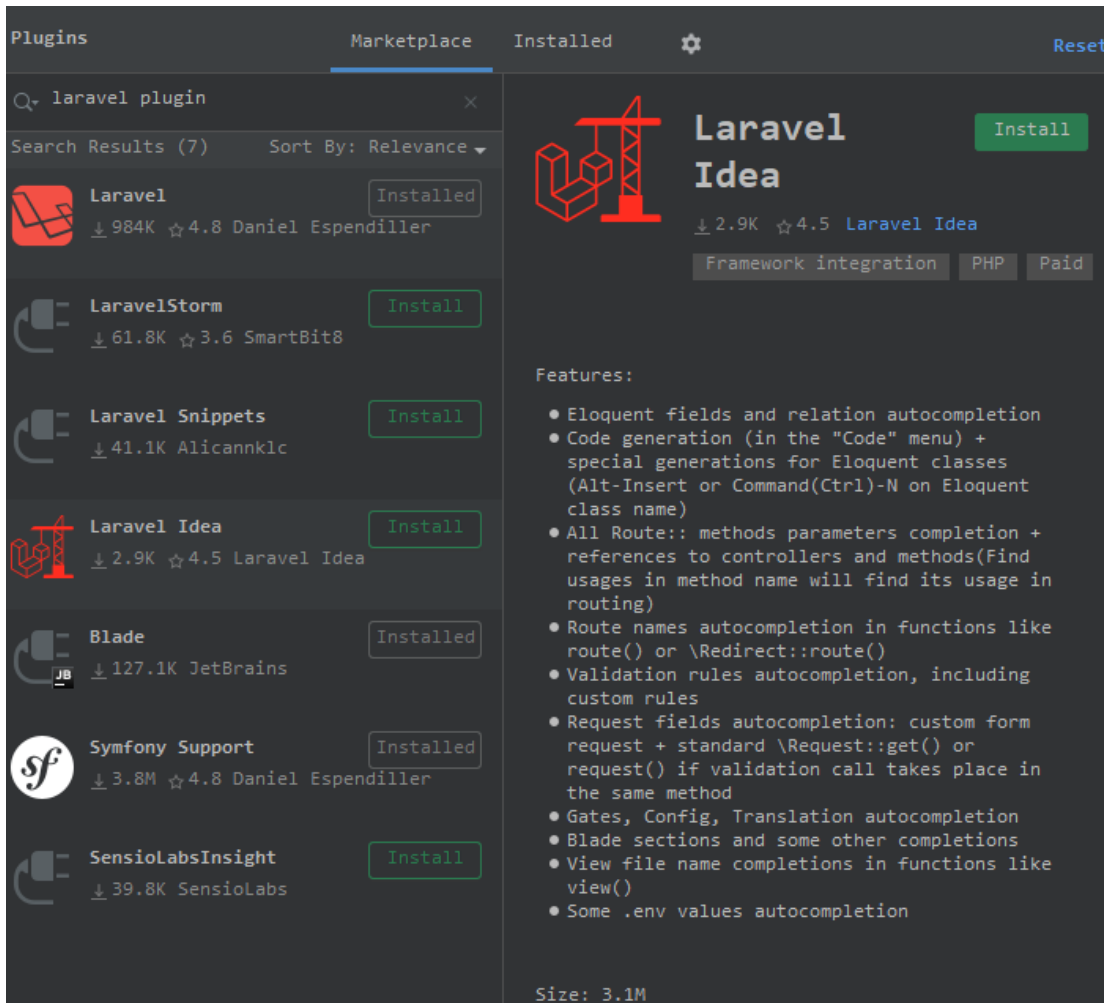 Plugins
Marketplace
Installed
Reset
laravel plugin
Search Results (7)
Sort By: Relevance
Laravel
Installed
984K 4.8 Daniel Espendiller
LaravelStorm
Install
61.8K 3.6 SmartBit8
Laravel Snippets
Install
41.1K Alicannklc
Laravel Idea
Install
2.9K 4.5 Laravel Idea
Blade
Installed
127.1K JetBrains
JB
Symfony Support
Installed
3.8M 4.8 Daniel Espendiller
sf
SensioLabsInsight
Install
39.8K SensioLabs
Laravel
Idea
Install
2.9K 4.5 Laravel Idea
Framework integration PHP Paid
Features:
Eloquent fields and relation autocompletion
Code generation (in the "Code" menu) +
special generations for Eloquent classes
(Alt-Insert or Command(Ctrl)-N on Eloquent
class name)
All Route:: methods parameters completion +
references to controllers and methods(Find
usages in method name will find its usage in
routing)
Route names autocompletion in functions like
route() or \Redirect::route()
Validation rules autocompletion, including
custom rules
Request fields autocompletion: custom form
request + standard \Request::get() or
request() if validation call takes place in
the same method
Gates, Config, Translation autocompletion
Blade sections and some other completions
View file name completions in functions like
view()
Some .env values autocompletion
Size: 3.1M